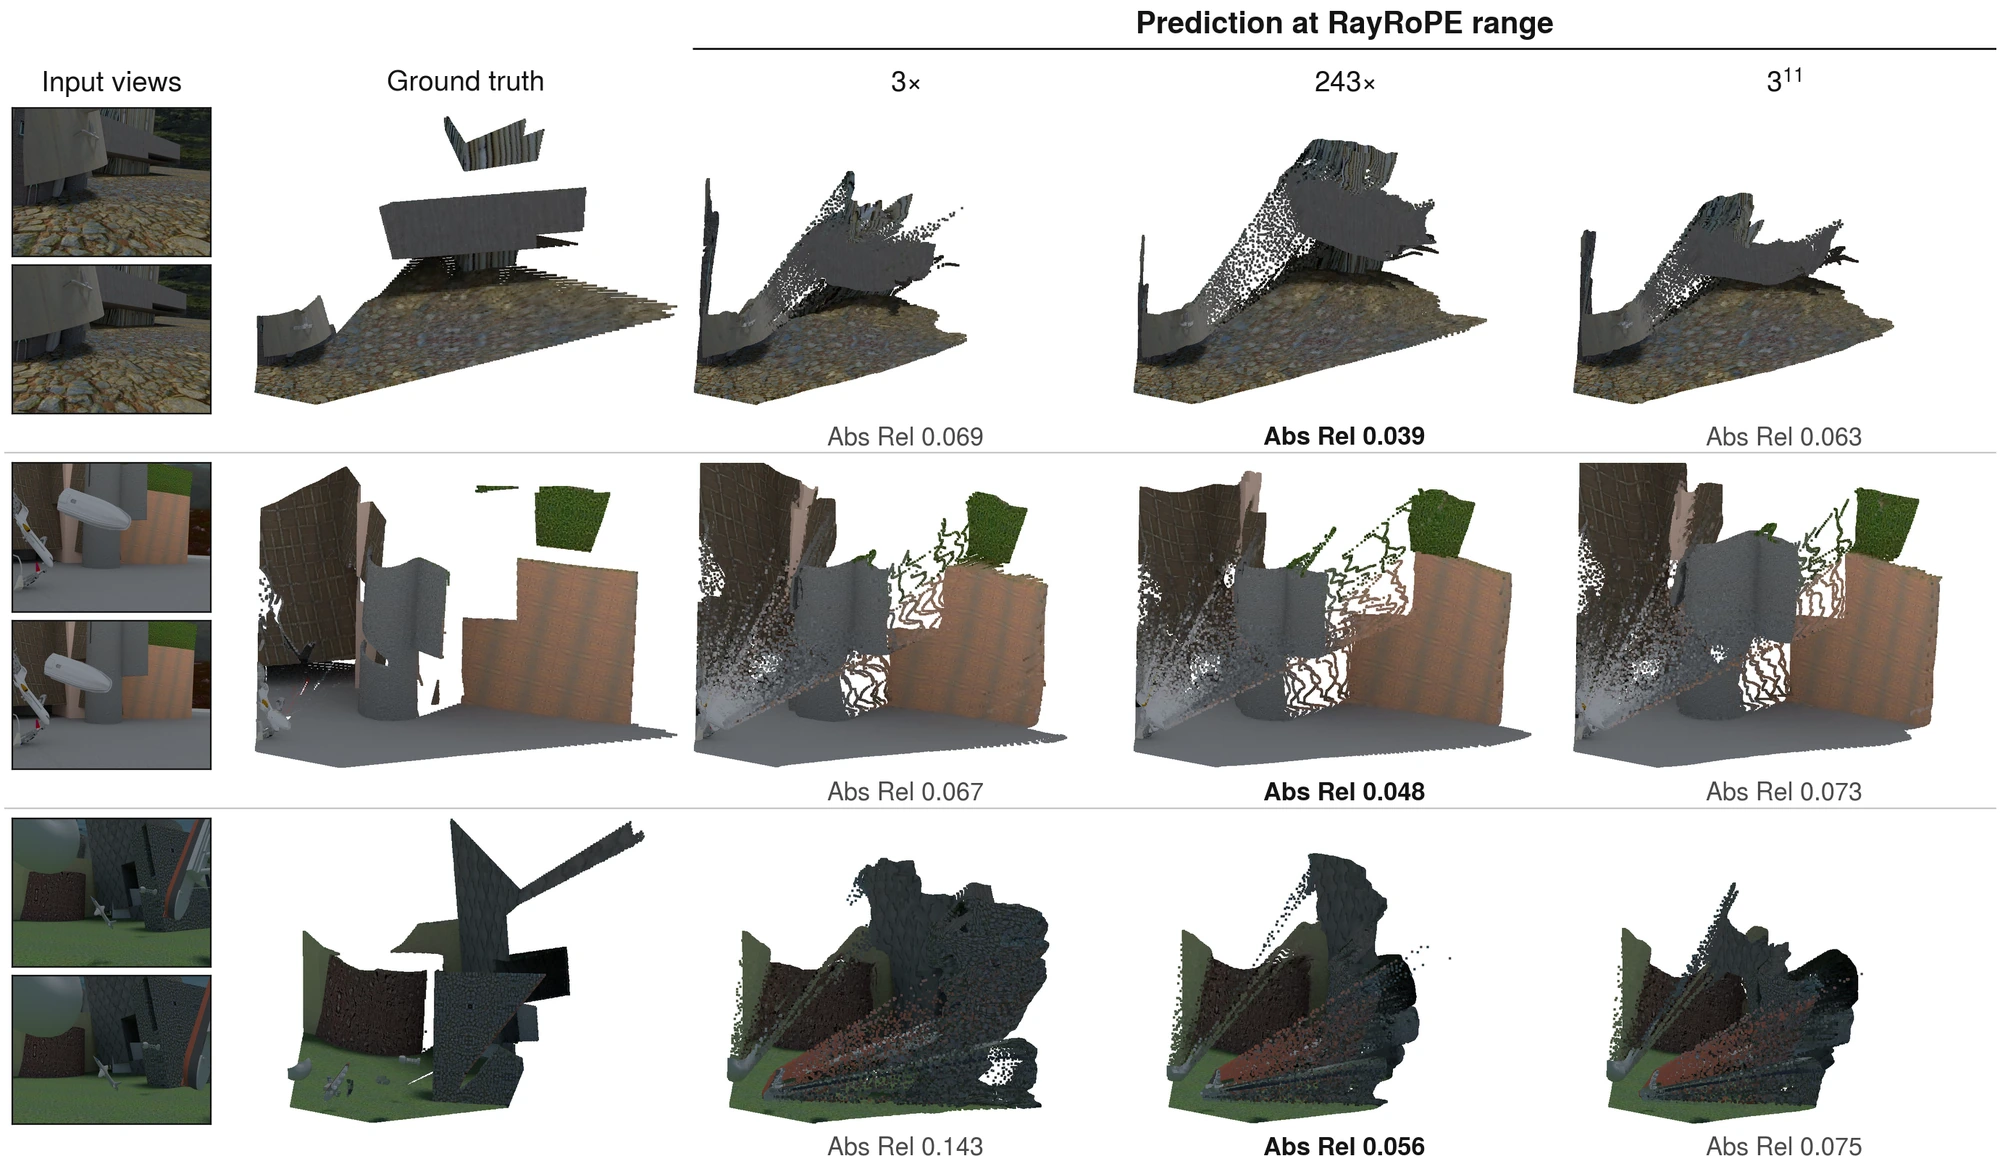 Prediction at RayRoPE range
Input views
Ground truth
3×
243×
3¹¹
Abs Rel 0.069
Abs Rel 0.039
Abs Rel 0.063
Abs Rel 0.067
Abs Rel 0.048
Abs Rel 0.073
Abs Rel 0.143
Abs Rel 0.056
Abs Rel 0.075